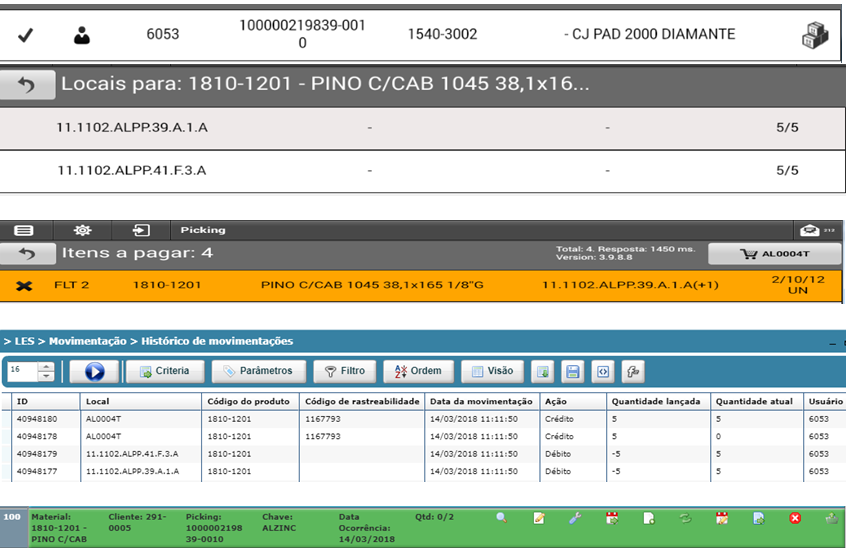 6053 100000219839-001 1540-3002 - CJ PAD 2000 DIAMANTE
0
Locais para: 1810-1201 - PINO C/CAB 1045 38,1x16...
11.1102.ALPP.39.A.1.A - - 5/5
11.1102.ALPP.41.F.3.A - - 5/5
Picking 212
Itens a pagar: 4 Total: 4. Resposta: 1450 ms. AL0004T
Version: 3.9.8.8
FLT 2 1810-1201 PINO C/CAB 1045 38,1x165 1/8"G 11.1102.ALPP.39.A.1.A(+1) 2/10/12
UN
> LES > Movimentação > Histórico de movimentações
16 Criteria Parâmetros Filtro Ordem Visão
ID Local Código do produto Código de rastreabilidade Data da movimentação Ação Quantidade lançada Quantidade atual Usuário
40948180 AL0004T 1810-1201 1167793 14/03/2018 11:11:50 Crédito 5 5 6053
40948178 AL0004T 1810-1201 1167793 14/03/2018 11:11:50 Crédito 5 0 6053
40948179 11.1102.ALPP.41.F.3.A 1810-1201 14/03/2018 11:11:50 Débito -5 5 6053
40948177 11.1102.ALPP.39.A.1.A 1810-1201 14/03/2018 11:11:50 Débito -5 5 6053
100 Material: Cliente: 291- Picking: Chave: Data Qtd: 0/2
1810-1201 - 0005 1000002198 ALZINC Ocorrência:
PINO C/CAB 39-0010 14/03/2018